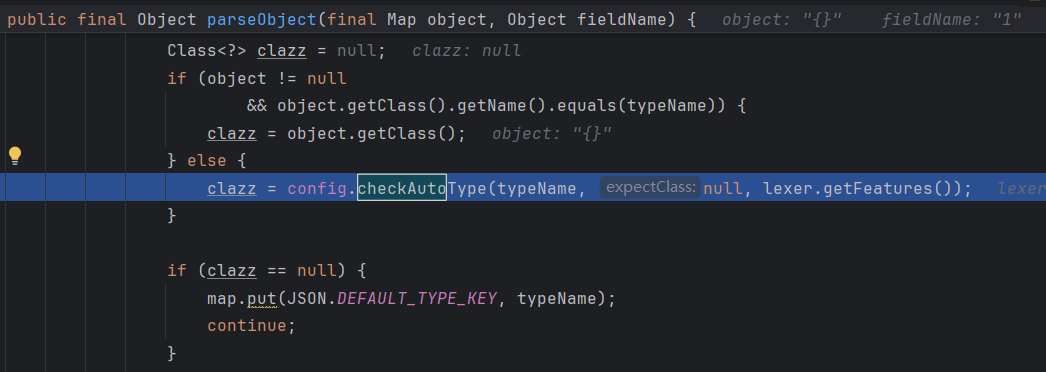 public final Object parseObject(final Map object, Object fieldName) { object: "{}" fieldName: "1"
Class<?> clazz = null; clazz: null
if (object != null
&& object.getClass().getName().equals(typeName)) {
clazz = object.getClass(); object: "{}"
} else {
clazz = config.checkAutoType(typeName, expectClass: null, lexer.getFeatures()); lexer
}
if (clazz == null) {
map.put(JSON.DEFAULT_TYPE_KEY, typeName);
continue;
}